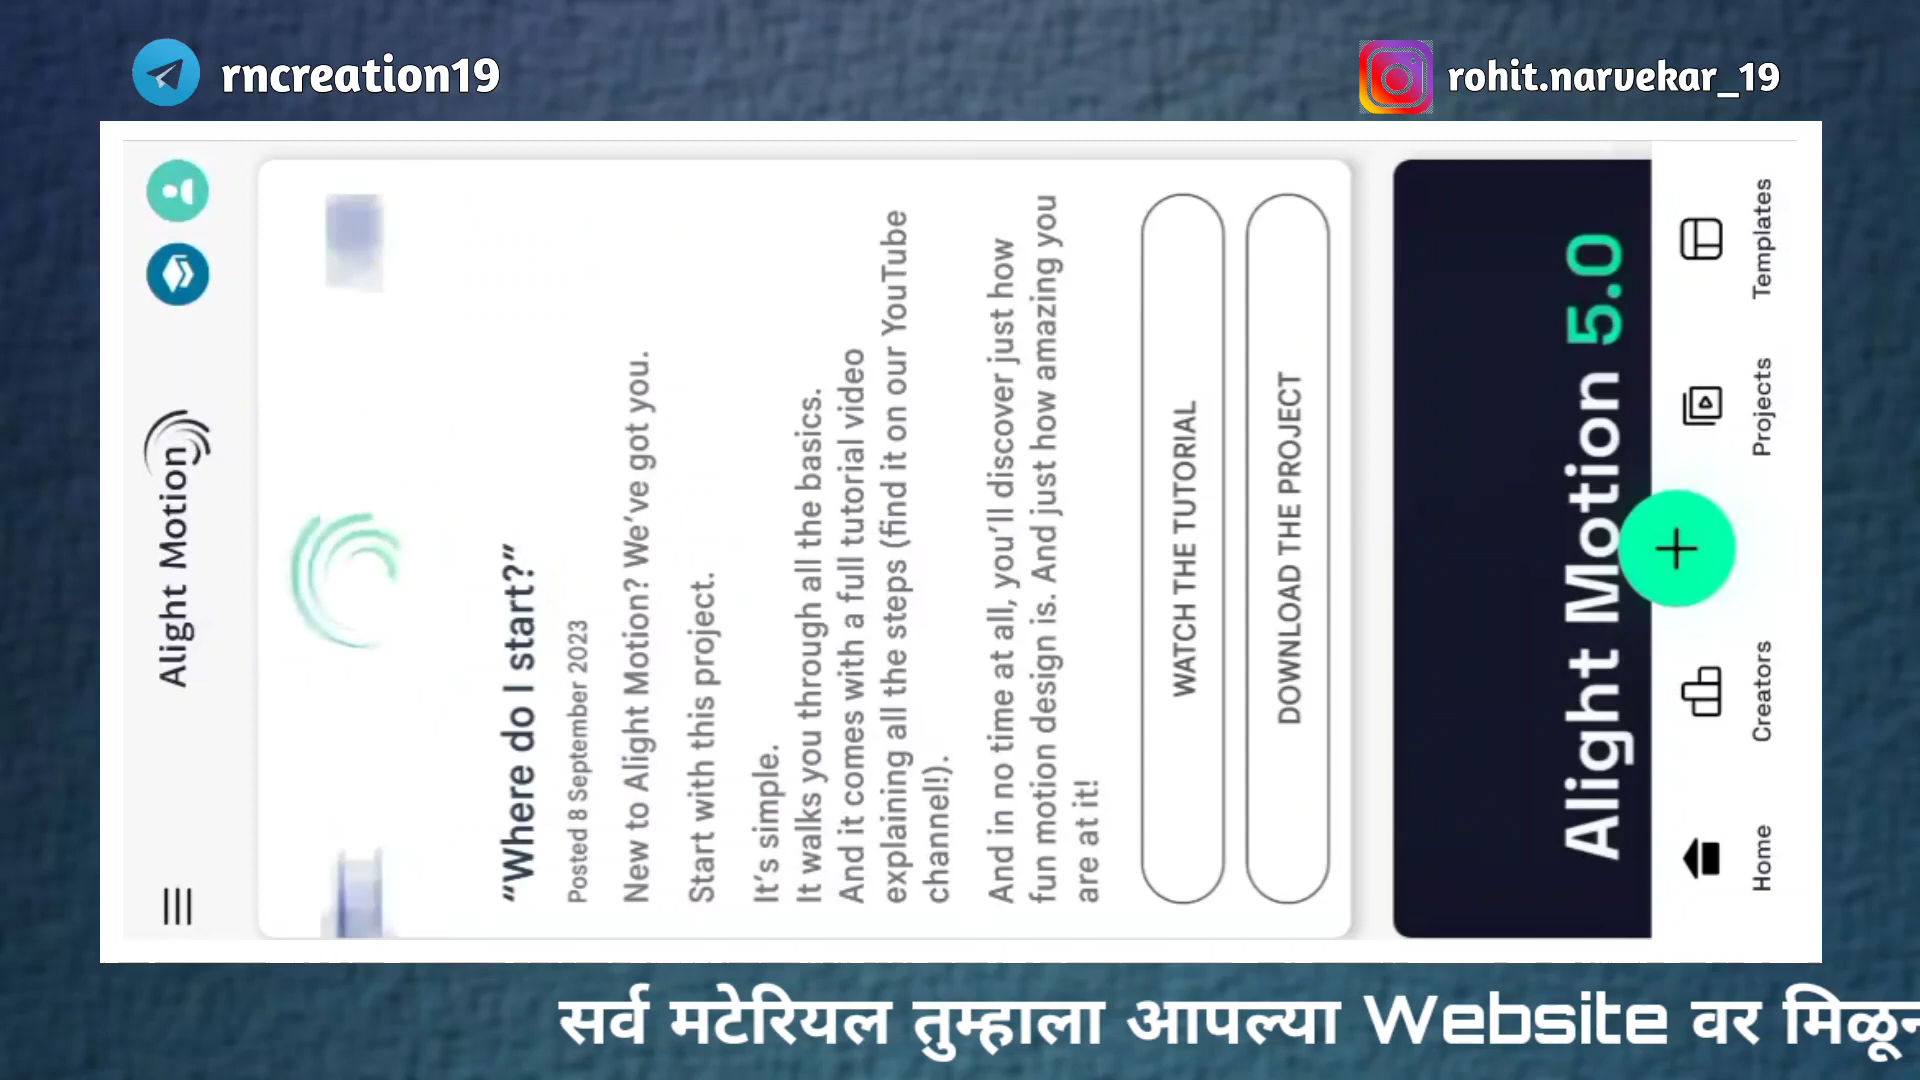 rncreation19
rohit.narvekar_19
Alight Motion
“Where do I start?”
Posted 8 September 2023
New to Alight Motion? We’ve got you.
Start with this project.
It’s simple.
It walks you through all the basics.
And it comes with a full tutorial video
explaining all the steps (find it on our YouTube
channel!).
And in no time at all, you’ll discover just how
fun motion design is. And just how amazing you
are at it!
WATCH THE TUTORIAL
DOWNLOAD THE PROJECT
Alight Motion 5.0
Home
Creators
Projects
Templates
सर्व मटेरियल तुम्हाला आपल्या Website वर